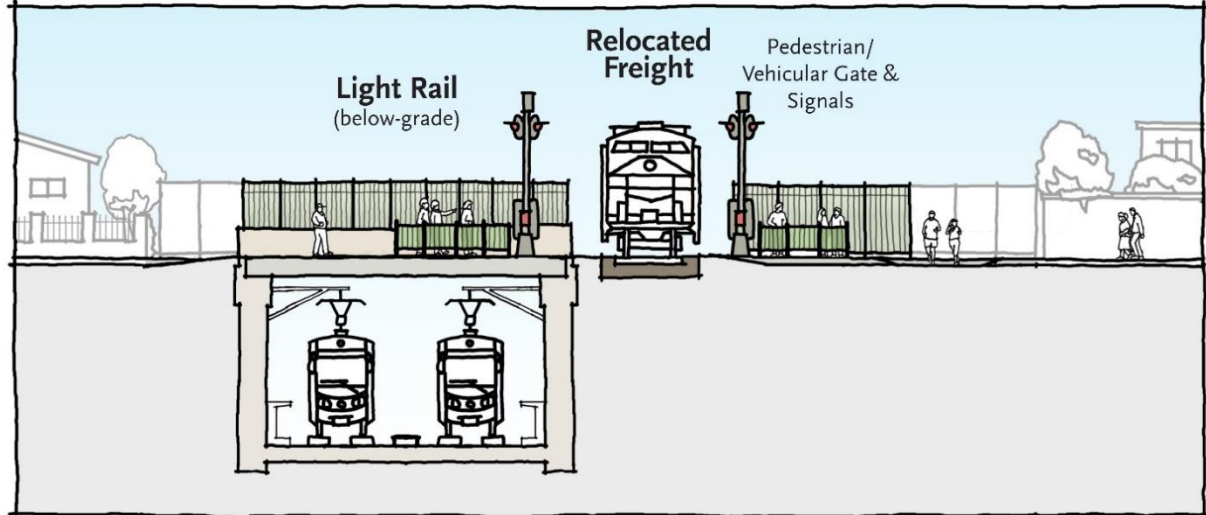 Light Rail
(below-grade)
Relocated
Freight
Pedestrian/
Vehicular Gate &
Signals